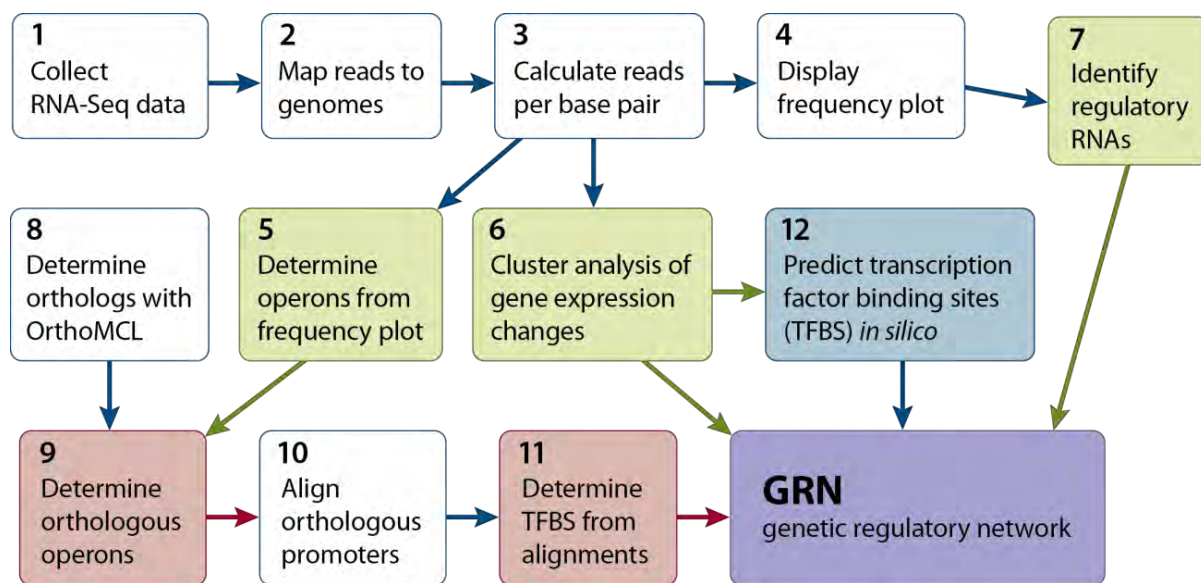 1
Collect
RNA-Seq data
2
Map reads to
genomes
3
Calculate reads
per base pair
4
Display
frequency plot
7
Identify
regulatory
RNAs
8
Determine
orthologs with
OrthoMCL
5
Determine
operons from
frequency plot
6
Cluster analysis of
gene expression
changes
12
Predict transcription
factor binding sites
(TFBS) in silico
9
Determine
orthologous
operons
10
Align
orthologous
promoters
11
Determine
TFBS from
alignments
GRN
genetic regulatory network